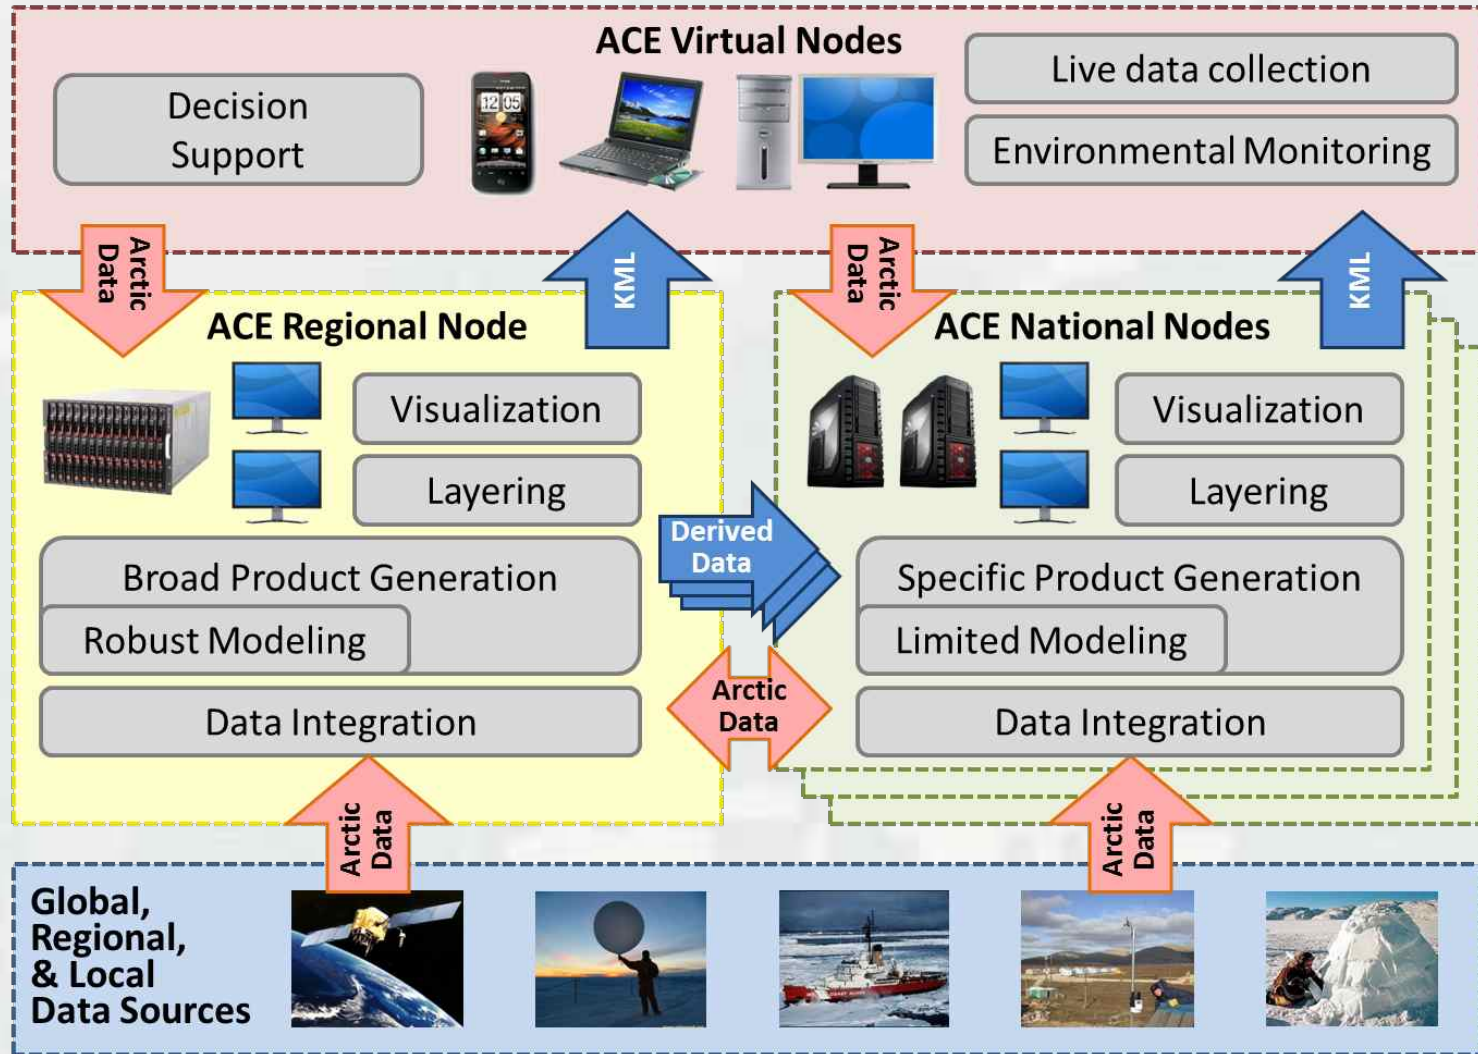 ACE Virtual Nodes
Decision
Support
12 05
Live data collection
Environmental Monitoring
Arctic
Data
KML
Arctic
Data
KML
ACE Regional Node
Visualization
Layering
Broad Product Generation
Robust Modeling
Data Integration
Derived
Data
Arctic
Data
ACE National Nodes
Visualization
Layering
Specific Product Generation
Limited Modeling
Data Integration
Arctic
Data
Arctic
Data
Global,
Regional,
& Local
Data Sources